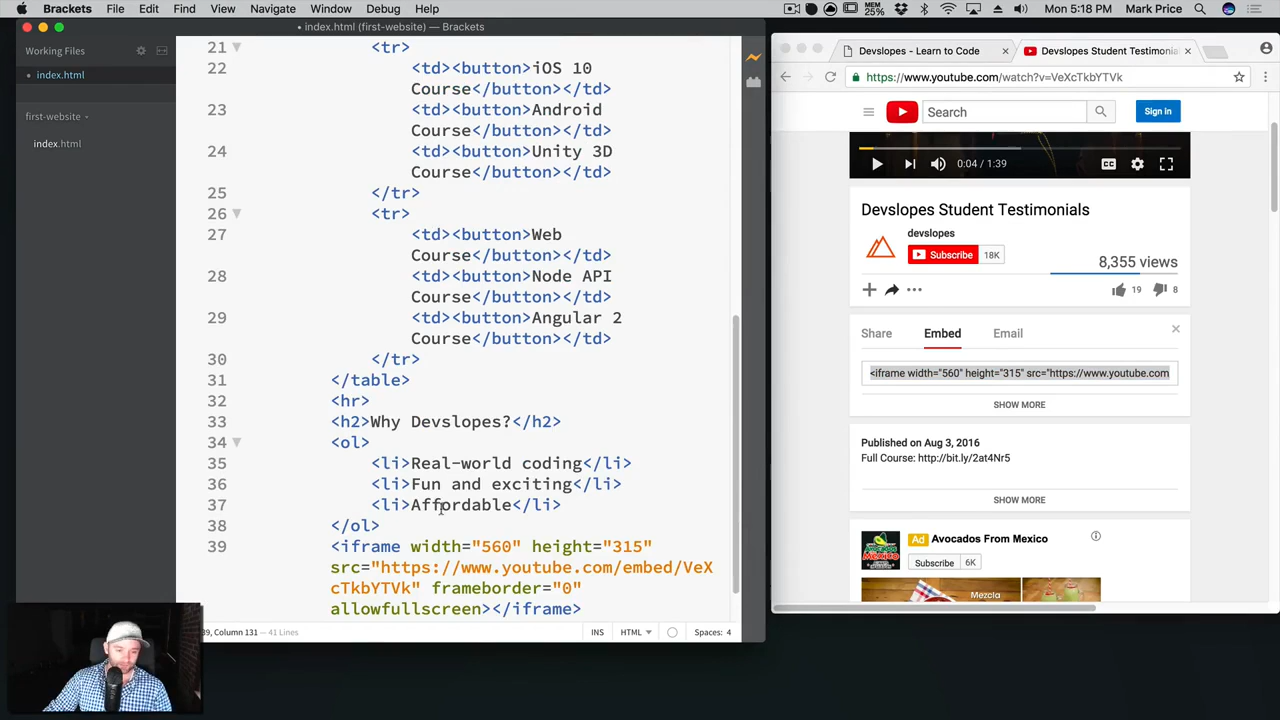 Brackets File Edit Find View Navigate Window Debug Help MEM 25% Mon 5:18 PM Mark Price
• index.html (first-website) — Brackets
Working Files
• index.html
first-website
index.html
21 <tr>
22 <td><button>iOS 10
Course</button></td>
23 <td><button>Android
Course</button></td>
24 <td><button>Unity 3D
Course</button></td>
25 </tr>
26 <tr>
27 <td><button>Web
Course</button></td>
28 <td><button>Node API
Course</button></td>
29 <td><button>Angular 2
Course</button></td>
30 </tr>
31 </table>
32 <hr>
33 <h2>Why Devslopes?</h2>
34 <ol>
35 <li>Real-world coding</li>
36 <li>Fun and exciting</li>
37 <li>Affordable</li>
38 </ol>
39 <iframe width="560" height="315"
src="https://www.youtube.com/embed/VeX
cTkbYTVk" frameborder="0"
allowfullscreen></iframe>
39, Column 131 — 41 Lines INS HTML Spaces: 4
Devslopes - Learn to Code Devslopes Student Testimonia
https://www.youtube.com/watch?v=VeXcTkbYTVk
Search Sign in
0:04 / 1:39 CC
Devslopes Student Testimonials
devslopes
Subscribe 18K
8,355 views
19 8
Share Embed Email
<iframe width="560" height="315" src="https://www.youtube.com
SHOW MORE
Published on Aug 3, 2016
Full Course: http://bit.ly/2at4Nr5
SHOW MORE
Ad Avocados From Mexico
Subscribe 6K
AVOCADOS FROM MEXICO
Mezcla